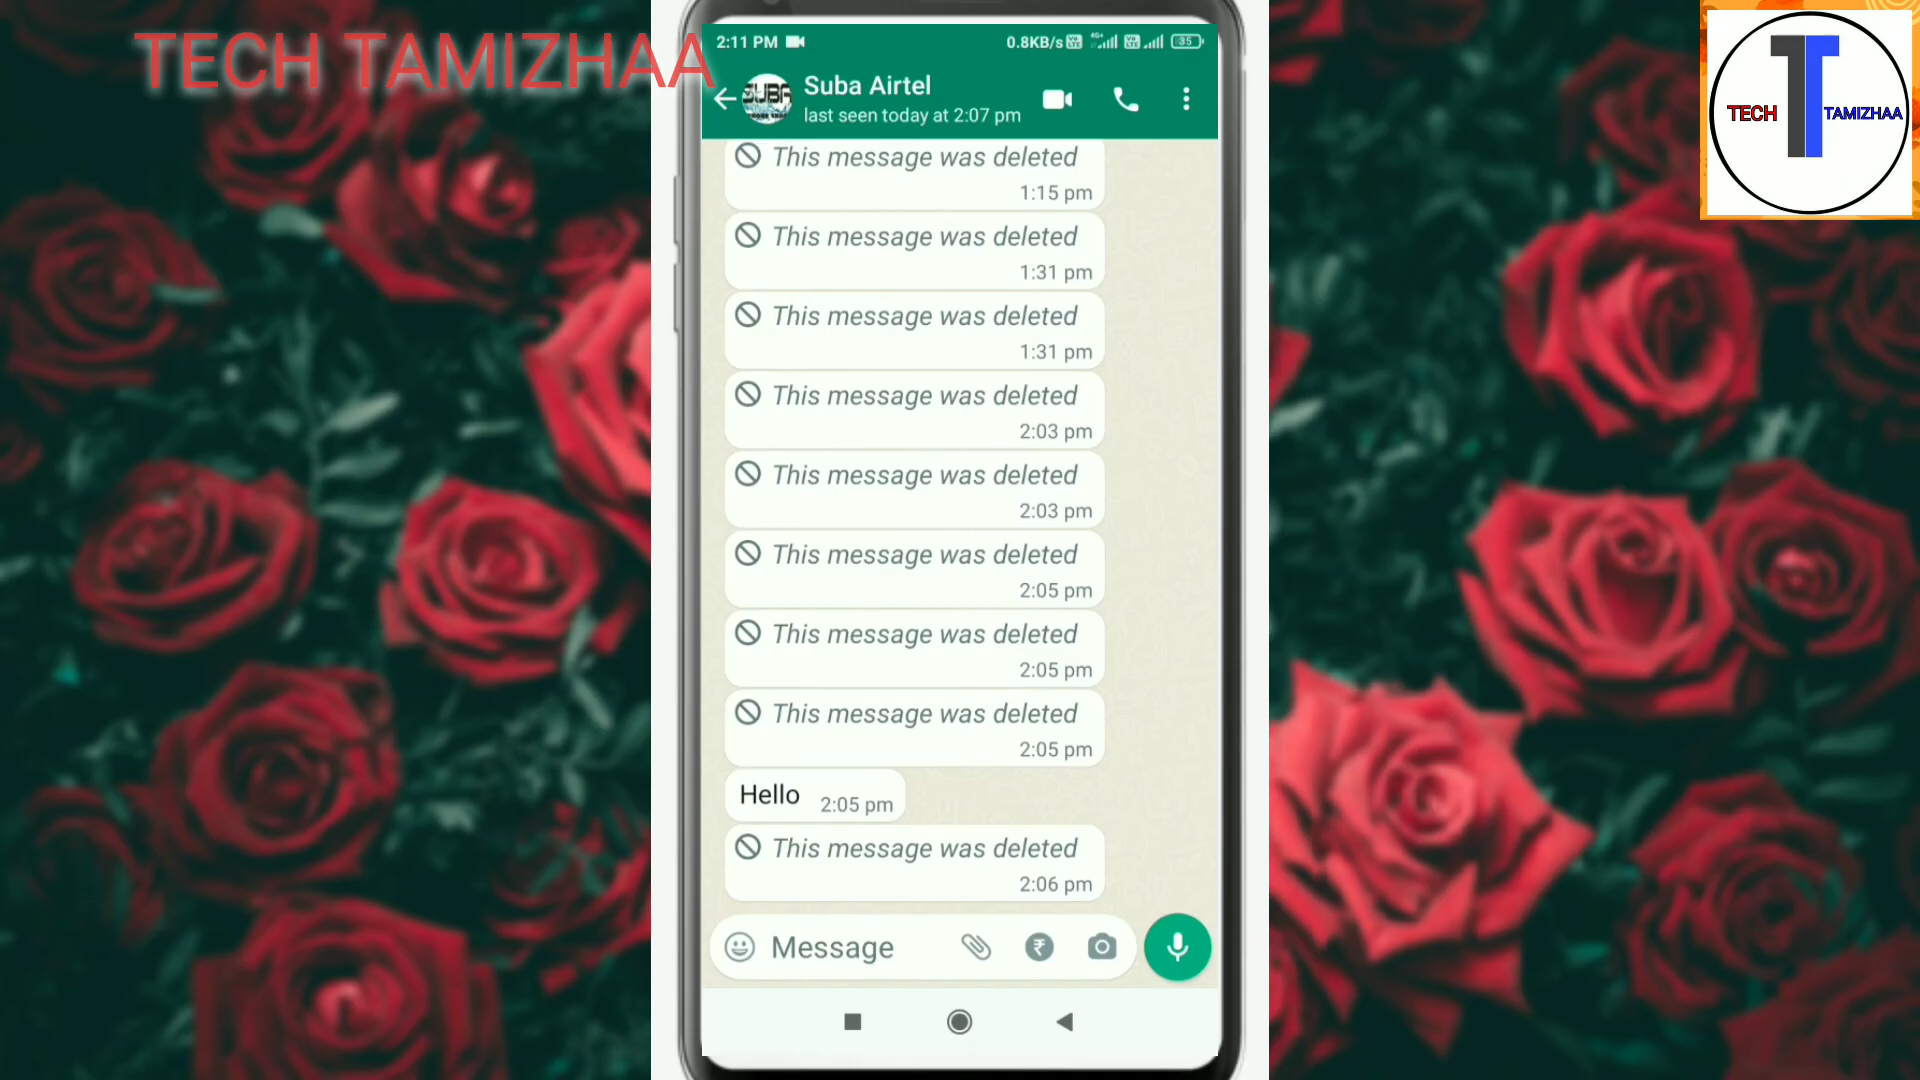 TECH TAMIZHAA
2:11 PM 0.8KB/s 4G+ 35
Suba Airtel
last seen today at 2:07 pm
This message was deleted
1:15 pm
This message was deleted
1:31 pm
This message was deleted
1:31 pm
This message was deleted
2:03 pm
This message was deleted
2:03 pm
This message was deleted
2:05 pm
This message was deleted
2:05 pm
This message was deleted
2:05 pm
Hello 2:05 pm
This message was deleted
2:06 pm
Message
TT
TECH TAMIZHAA
SUBA